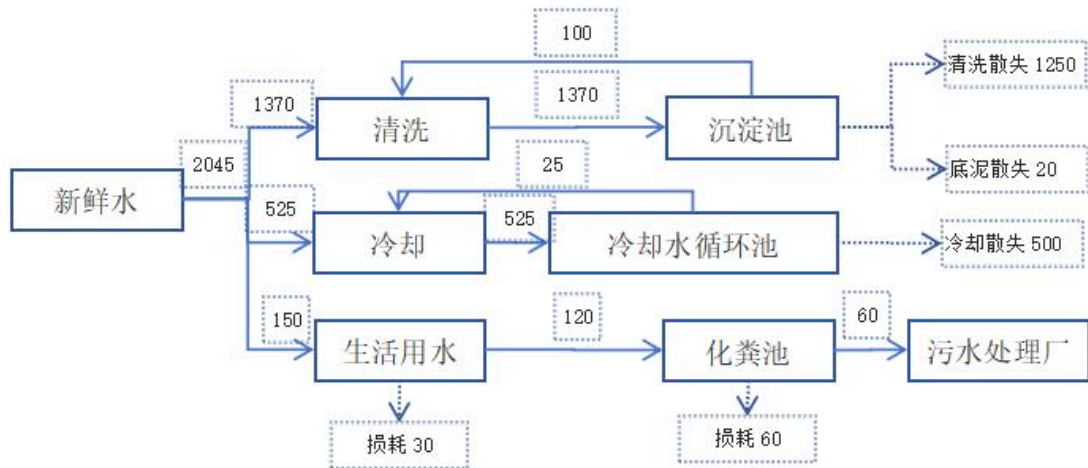 100
清洗散失 1250
1370
1370
清洗
沉淀池
2045
25
底泥散失 20
新鲜水
525
525
冷却
冷却水循环池
冷却散失 500
150
120
60
生活用水
化粪池
污水处理厂
损耗 30
损耗 60